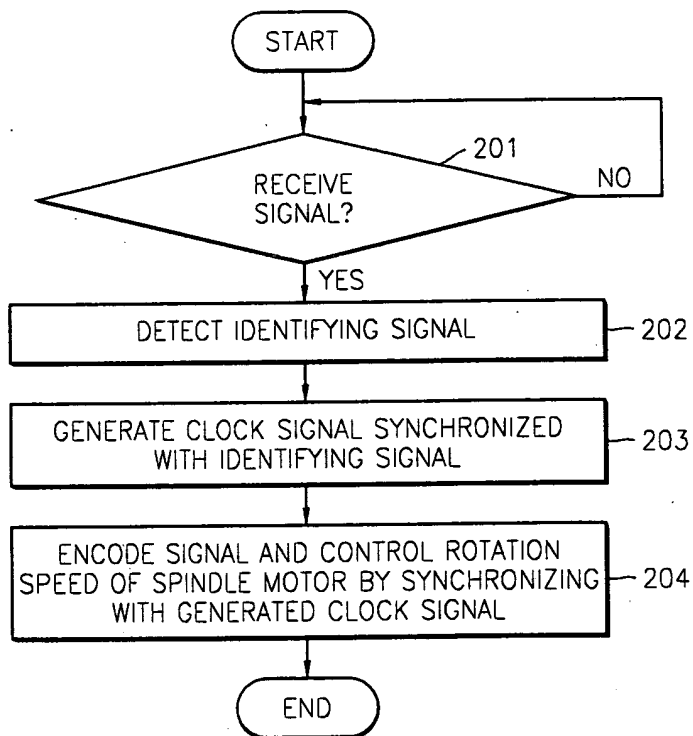 START
201
RECEIVE
SIGNAL?
NO
YES
DETECT IDENTIFYING SIGNAL
202
GENERATE CLOCK SIGNAL SYNCHRONIZED
WITH IDENTIFYING SIGNAL
203
ENCODE SIGNAL AND CONTROL ROTATION
SPEED OF SPINDLE MOTOR BY SYNCHRONIZING
WITH GENERATED CLOCK SIGNAL
204
END